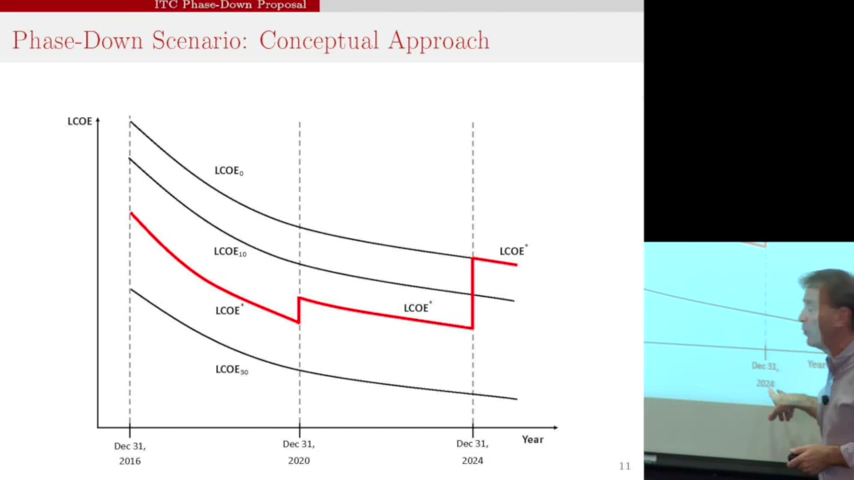 ITC Phase-Down Proposal
Phase-Down Scenario: Conceptual Approach
LCOE
LCOE₀
LCOE₁₀
LCOE*
LCOE*
LCOE*
LCOE₃₀
Dec 31,
2016
Dec 31,
2020
Dec 31,
2024
Year
11
Dec 31,
2024
Year